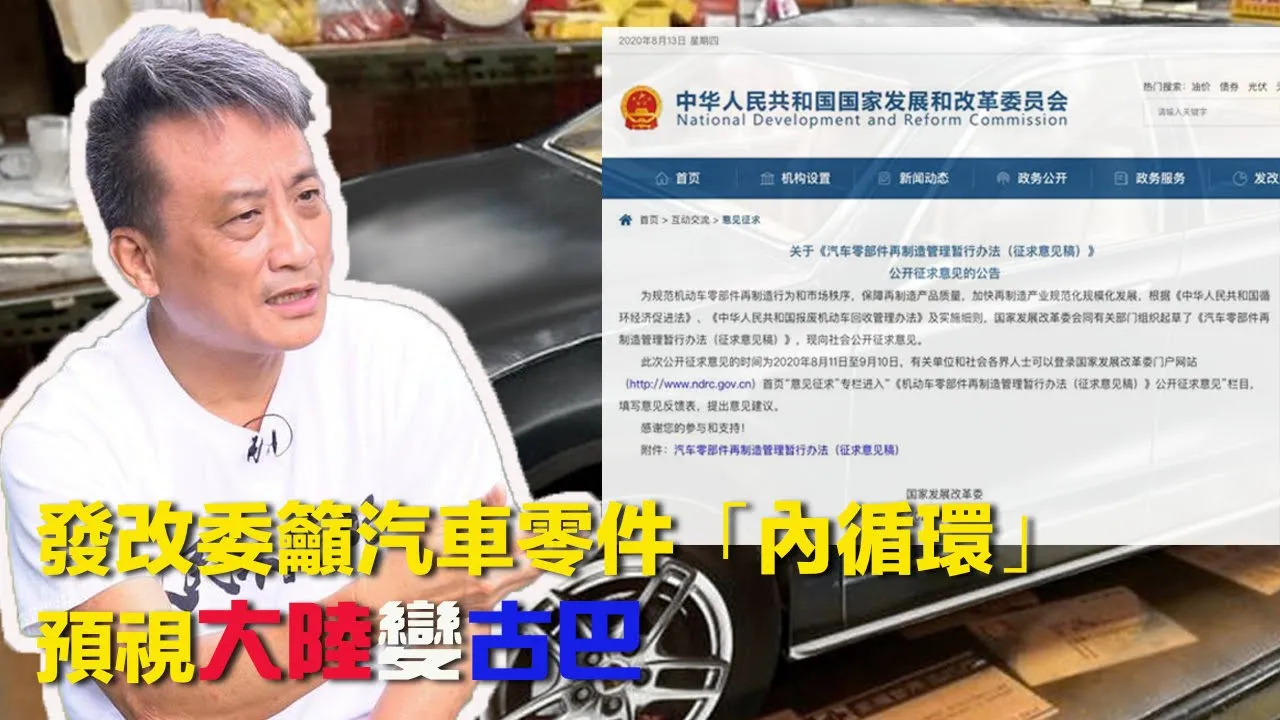 2020年8月13日 星期四
热门搜索：油价 债券 光伏
中华人民共和国国家发展和改革委员会
National Development and Reform Commission
请输入关键字
首页 机构设置 新闻动态 政务公开 政务服务 发改
首页 > 互动交流 > 意见征求
关于《汽车零部件再制造管理暂行办法（征求意见稿）》
公开征求意见的公告
为规范机动车零部件再制造行为和市场秩序，保障再制造产品质量，加快再制造产业规范化规模化发展，根据《中华人民共和国循
环经济促进法》、《中华人民共和国报废机动车回收管理办法》及实施细则，国家发展改革委会同有关部门组织起草了《汽车零部件再
制造管理暂行办法（征求意见稿）》，现向社会公开征求意见。
此次公开征求意见的时间为2020年8月11日至9月10日，有关单位和社会各界人士可以登录国家发展改革委门户网站
（http://www.ndrc.gov.cn）首页“意见征求”专栏进入“《机动车零部件再制造管理暂行办法（征求意见稿）》公开征求意见”栏目，
填写意见反馈表，提出意见建议。
感谢您的参与和支持！
附件：汽车零部件再制造管理暂行办法（征求意见稿）
国家发展改革委
發改委籲汽車零件「內循環」
預視大陸變古巴